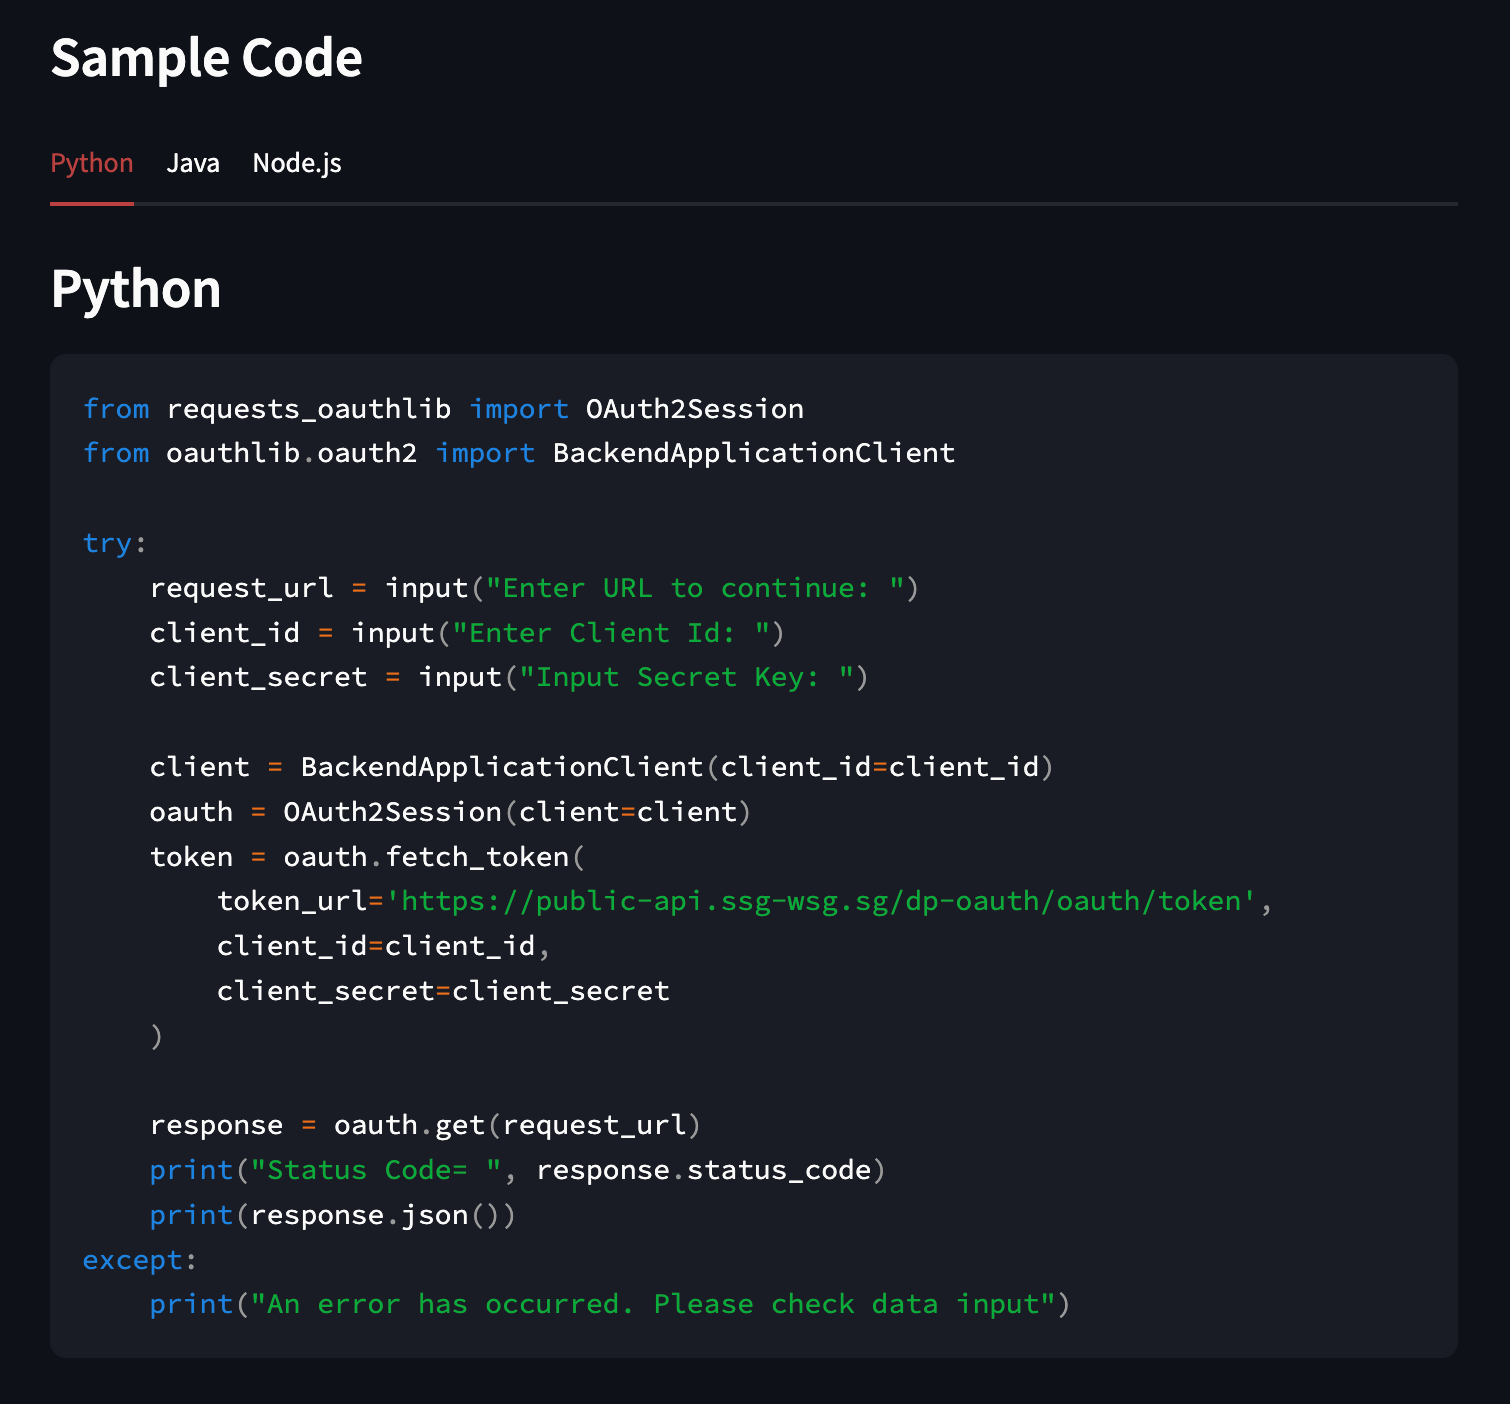 Sample Code
Python Java Node.js
Python
from requests_oauthlib import OAuth2Session
from oauthlib.oauth2 import BackendApplicationClient

try:
    request_url = input("Enter URL to continue: ")
    client_id = input("Enter Client Id: ")
    client_secret = input("Input Secret Key: ")

    client = BackendApplicationClient(client_id=client_id)
    oauth = OAuth2Session(client=client)
    token = oauth.fetch_token(
        token_url='https://public-api.ssg-wsg.sg/dp-oauth/oauth/token',
        client_id=client_id,
        client_secret=client_secret
    )

    response = oauth.get(request_url)
    print("Status Code= ", response.status_code)
    print(response.json())
except:
    print("An error has occurred. Please check data input")